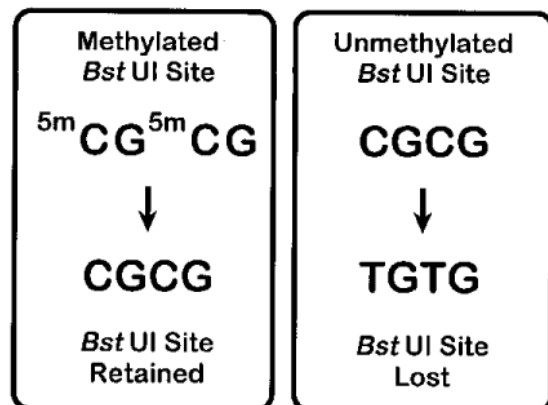 Methylated
Bst UI Site
5mCG5mCG
CGCG
Bst UI Site
Retained
Unmethylated
Bst UI Site
CGCG
TGTG
Bst UI Site
Lost